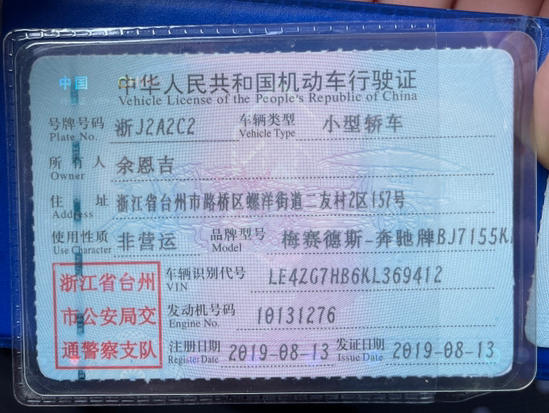 中国
中华人民共和国机动车行驶证
Vehicle License of the People's Republic of China
号牌号码 浙J2A2C2 车辆类型 小型轿车
Plate No. Vehicle Type
所有人 余恩吉
Owner
住址 浙江省台州市路桥区螺洋街道二友村2区157号
Address
使用性质 非营运 品牌型号 梅赛德斯-奔驰牌BJ7155K
Use Character Model
浙江省台州
市公安局交
通警察支队
车辆识别代号 LE4ZG7HB6KL369412
VIN
发动机号码 10131276
Engine No.
注册日期 2019-08-13 发证日期 2019-08-13
Register Date Issue Date